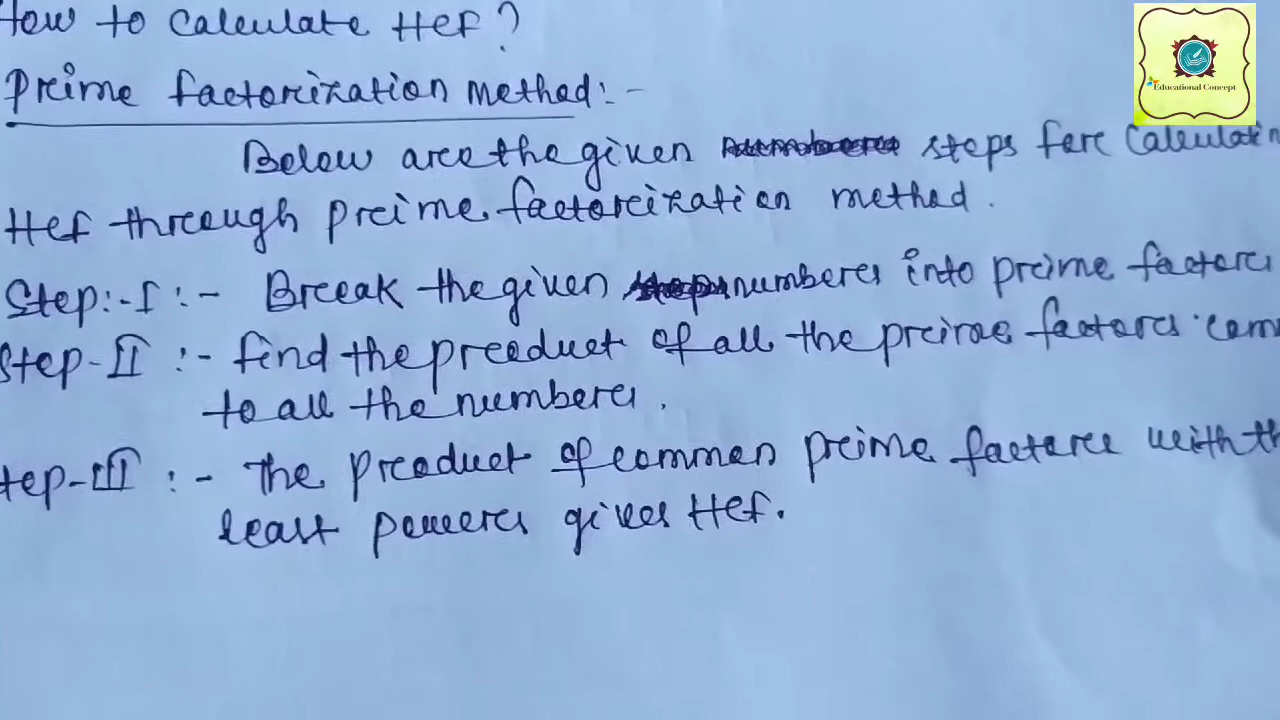 How to Calculate Hcf?
Prime factorization method:-
Educational Concept
Below are the given steps for Calculatin
Hcf through prime factorization method.
Step:-I:- Break the given numbers into prime factors
Step-II:- find the product of all the prime factors com
to all the numbers.
tep-III:- The product of common prime factors with th
least powers gives Hcf.